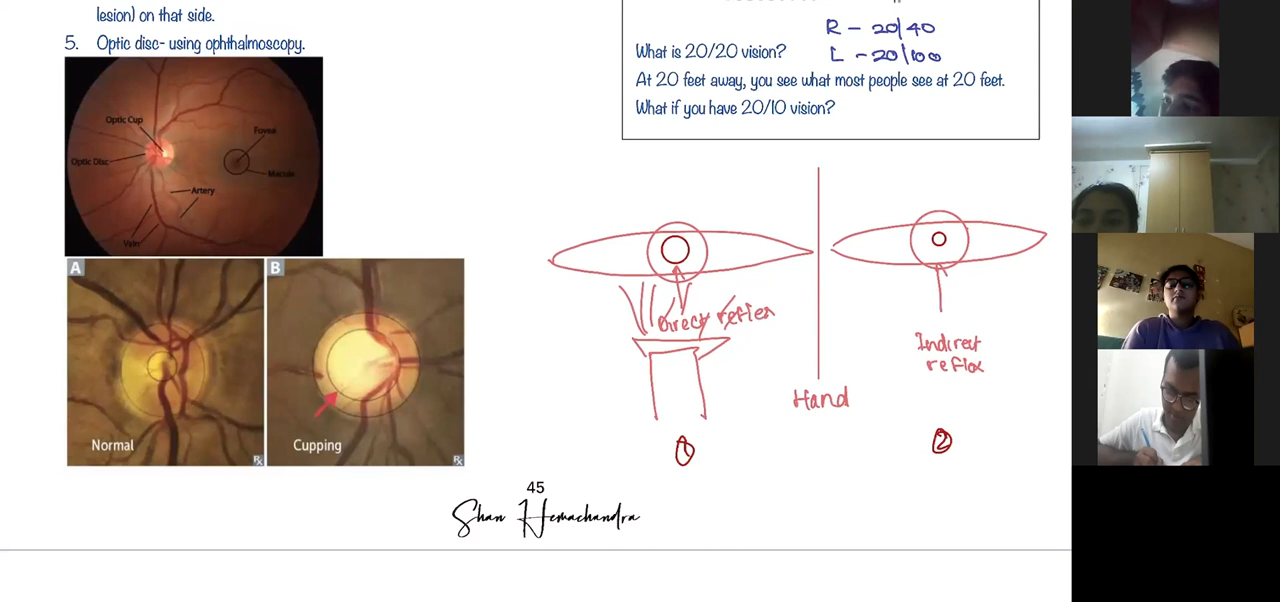 lesion) on that side.
5. Optic disc- using ophthalmoscopy.
Optic Cup
Fovea
Optic Disc
Macula
Artery
Vein
A
B
Normal
Cupping
Rx
Rx
R - 20/40
What is 20/20 vision?
L - 20/100
At 20 feet away, you see what most people see at 20 feet.
What if you have 20/10 vision?
Direct reflex
Indirect
reflex
Hand
1
2
45
Shan Hemachandra